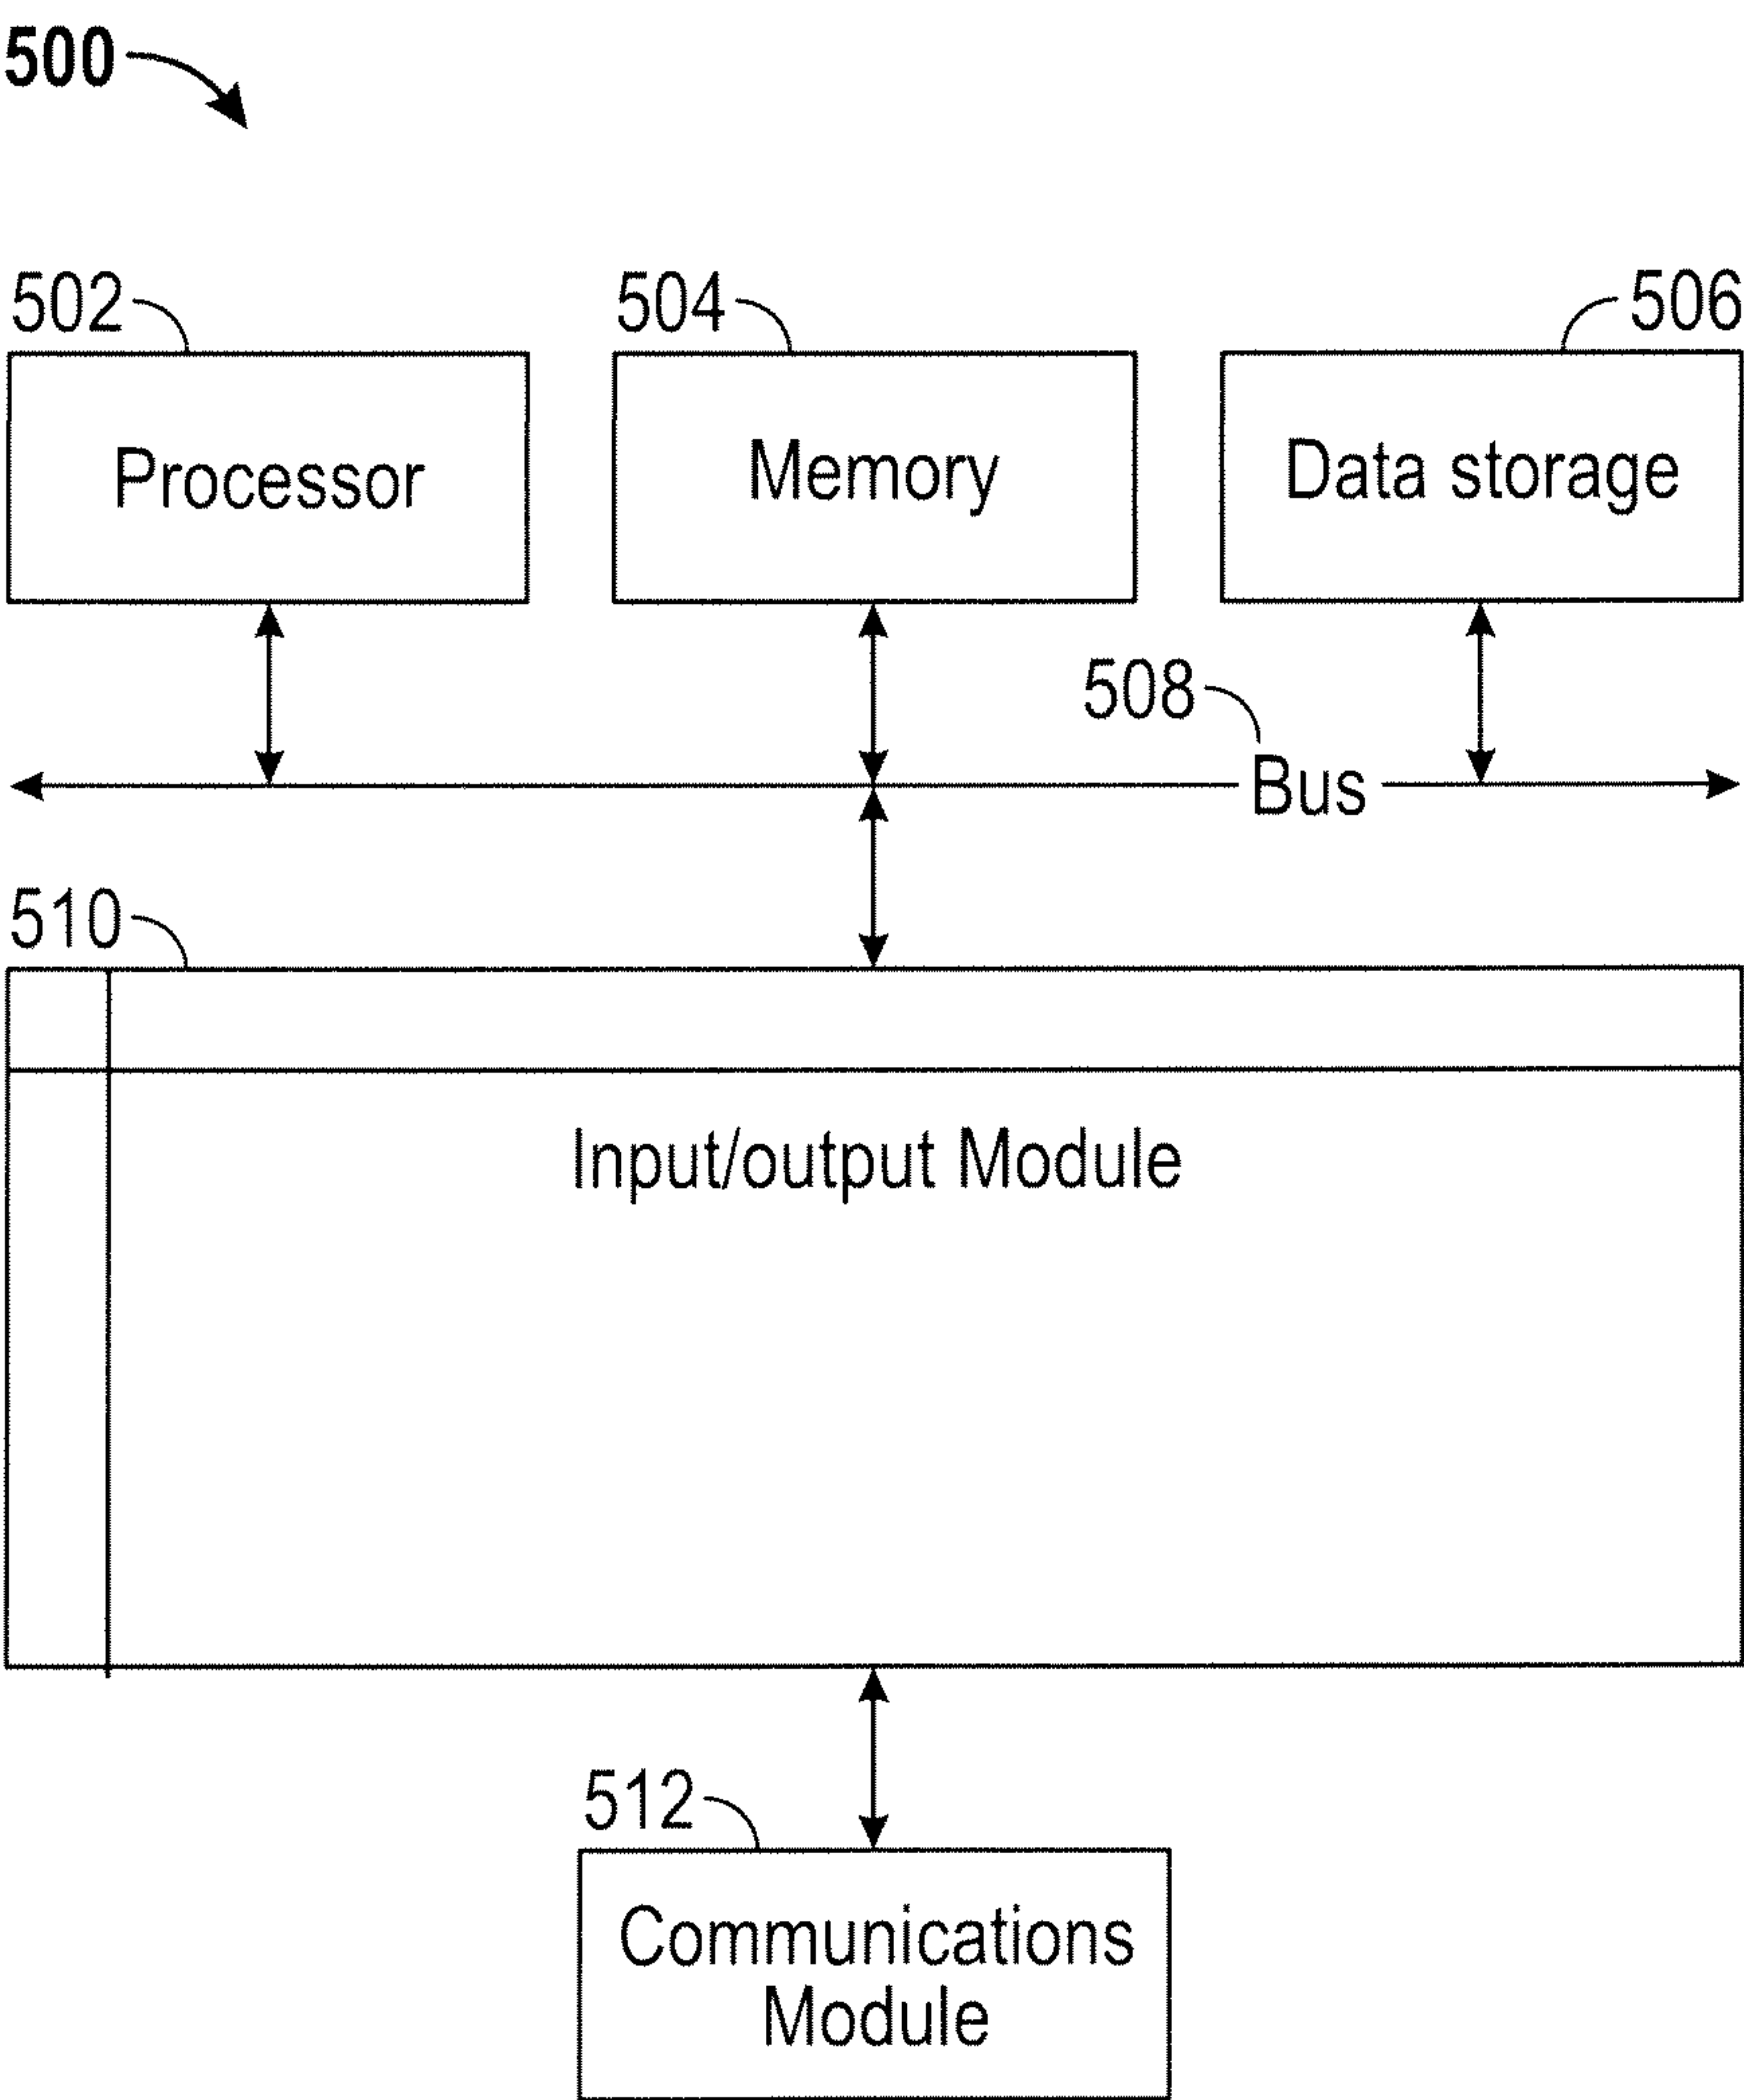 500
502
504
506
Processor
Memory
Data storage
508
Bus
510
Input/output Module
512
Communications
Module